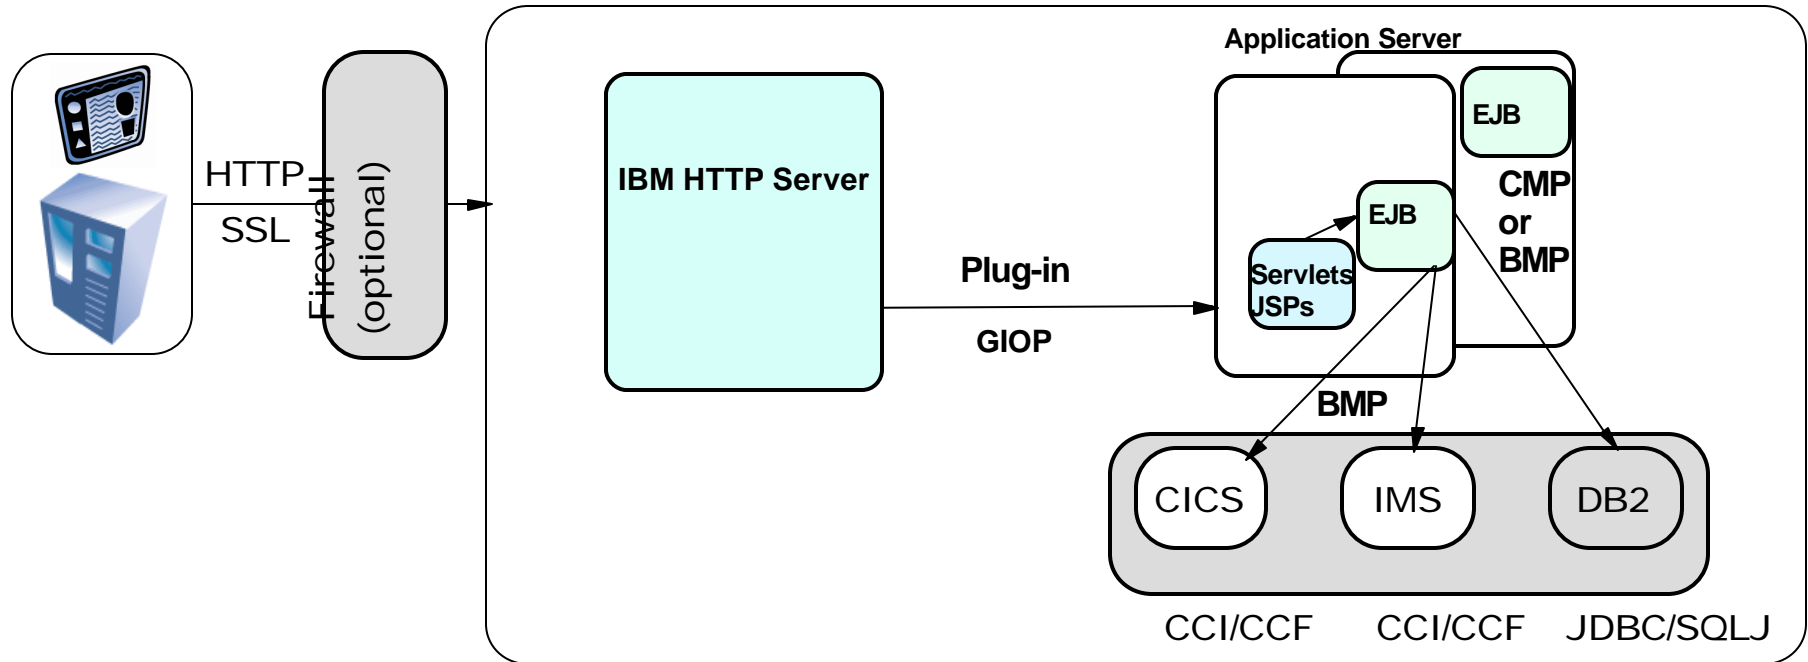 HTTP
SSL
Firewall
(optional)
IBM HTTP Server
Plug-in
GIOP
Application Server
EJB
CMP
or
BMP
EJB
Servlets
JSPs
BMP
CICS
IMS
DB2
CCI/CCF
CCI/CCF
JDBC/SQLJ